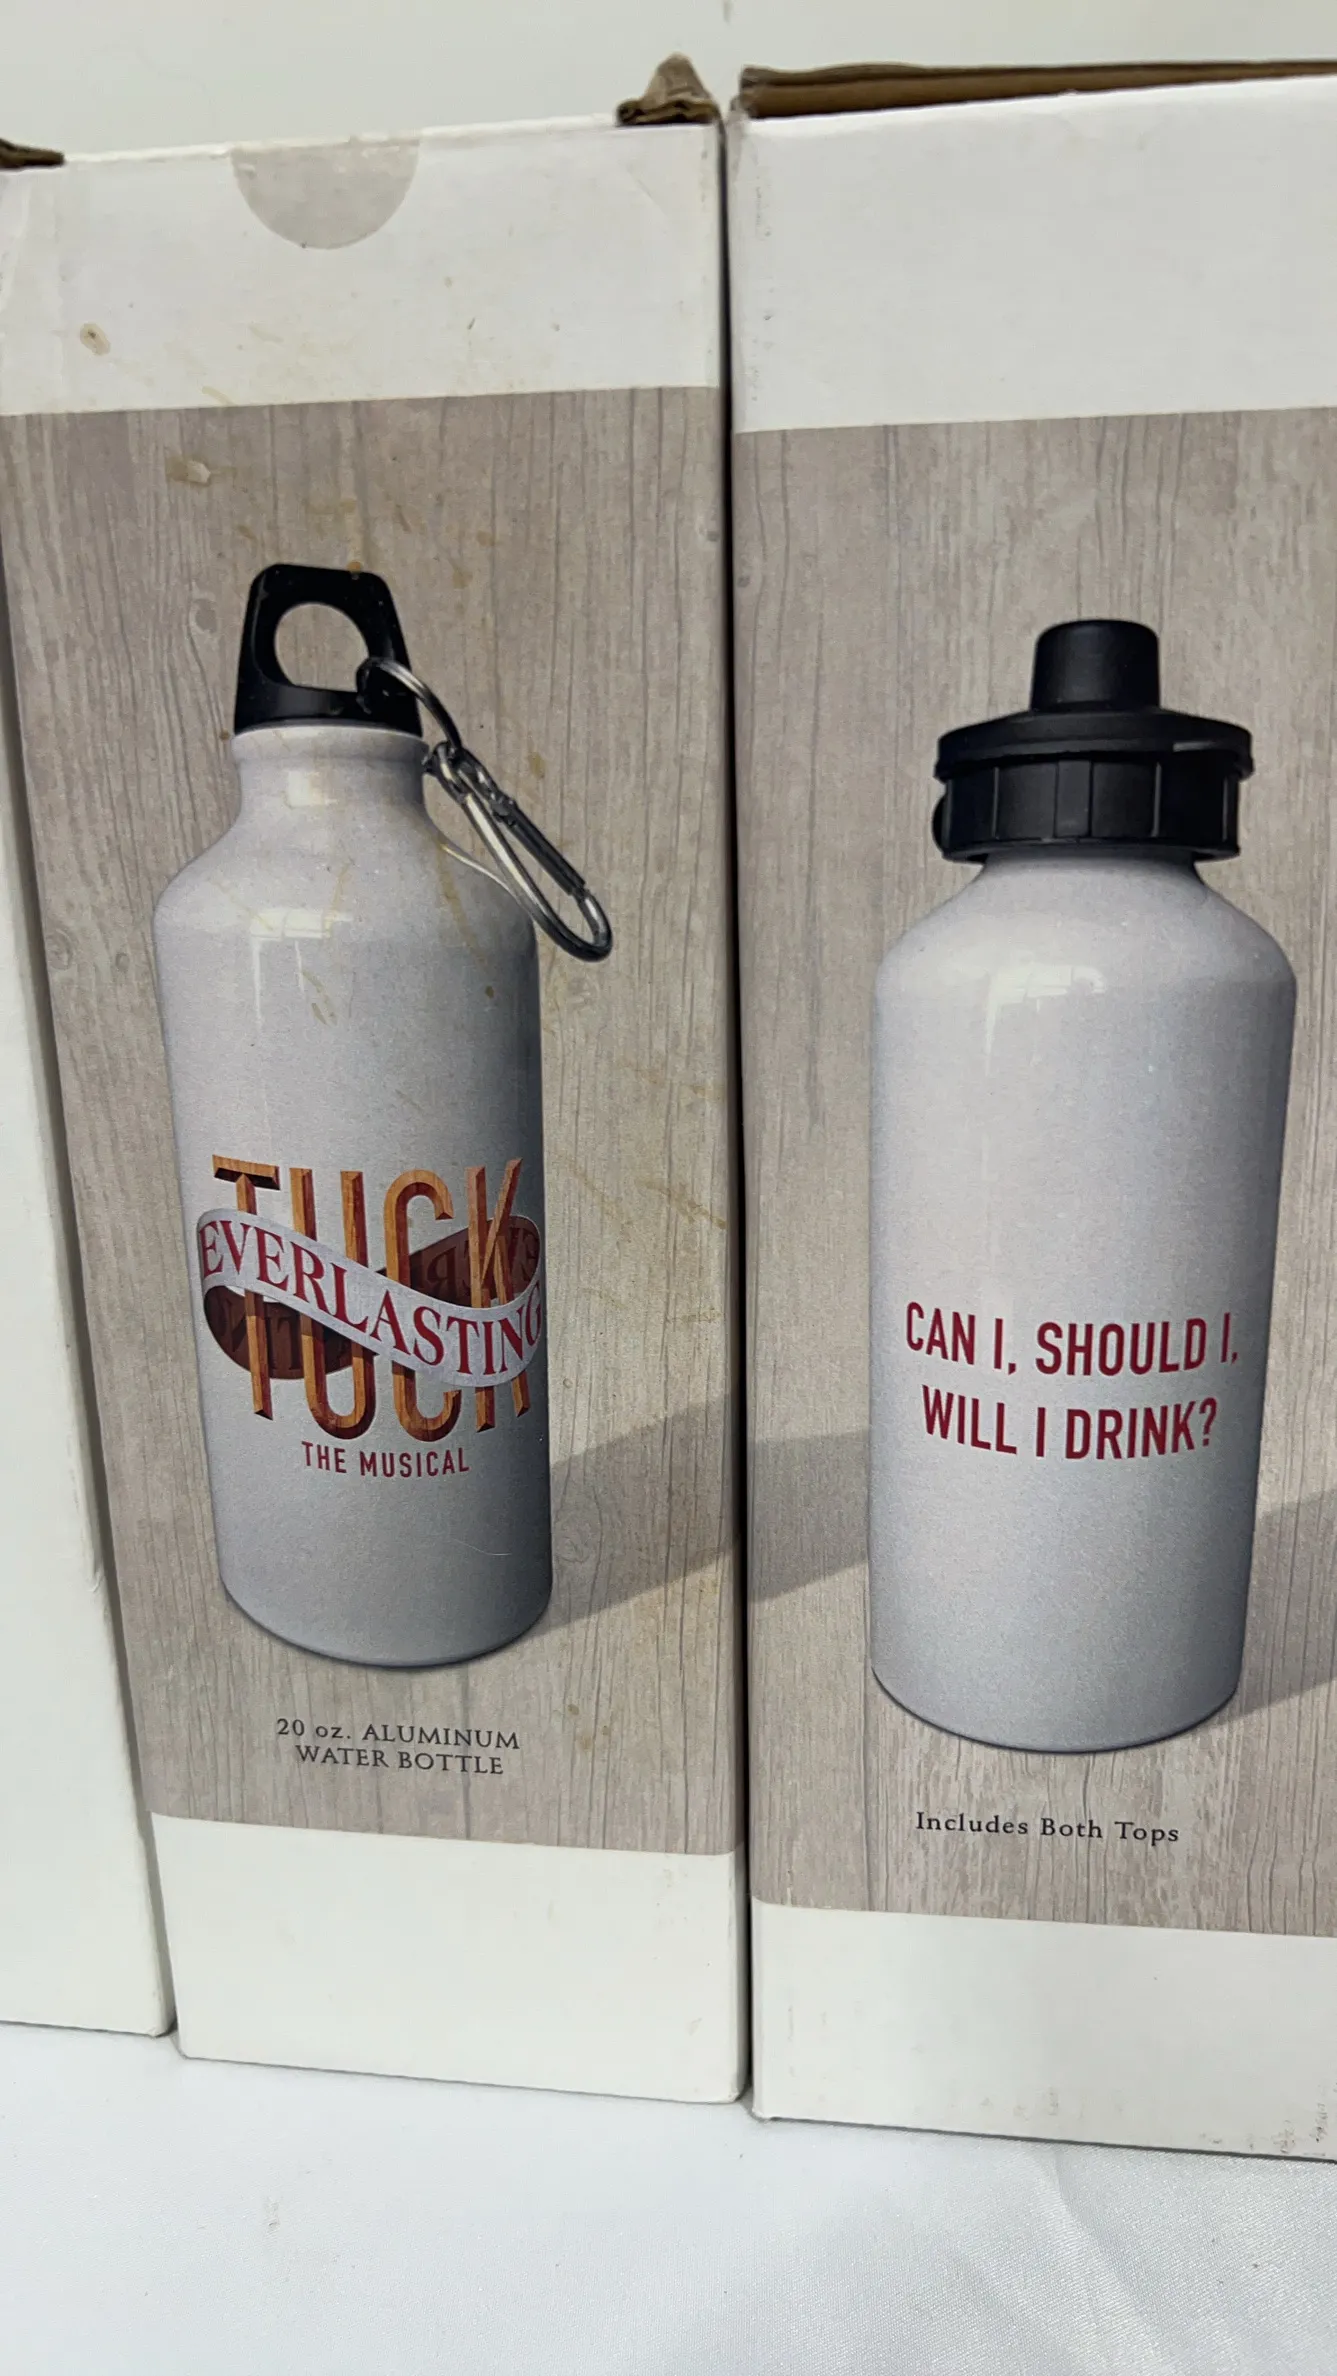 TUCK
EVERLASTING
THE MUSICAL
20 oz. ALUMINUM
WATER BOTTLE
CAN I, SHOULD I,
WILL I DRINK?
Includes Both Tops